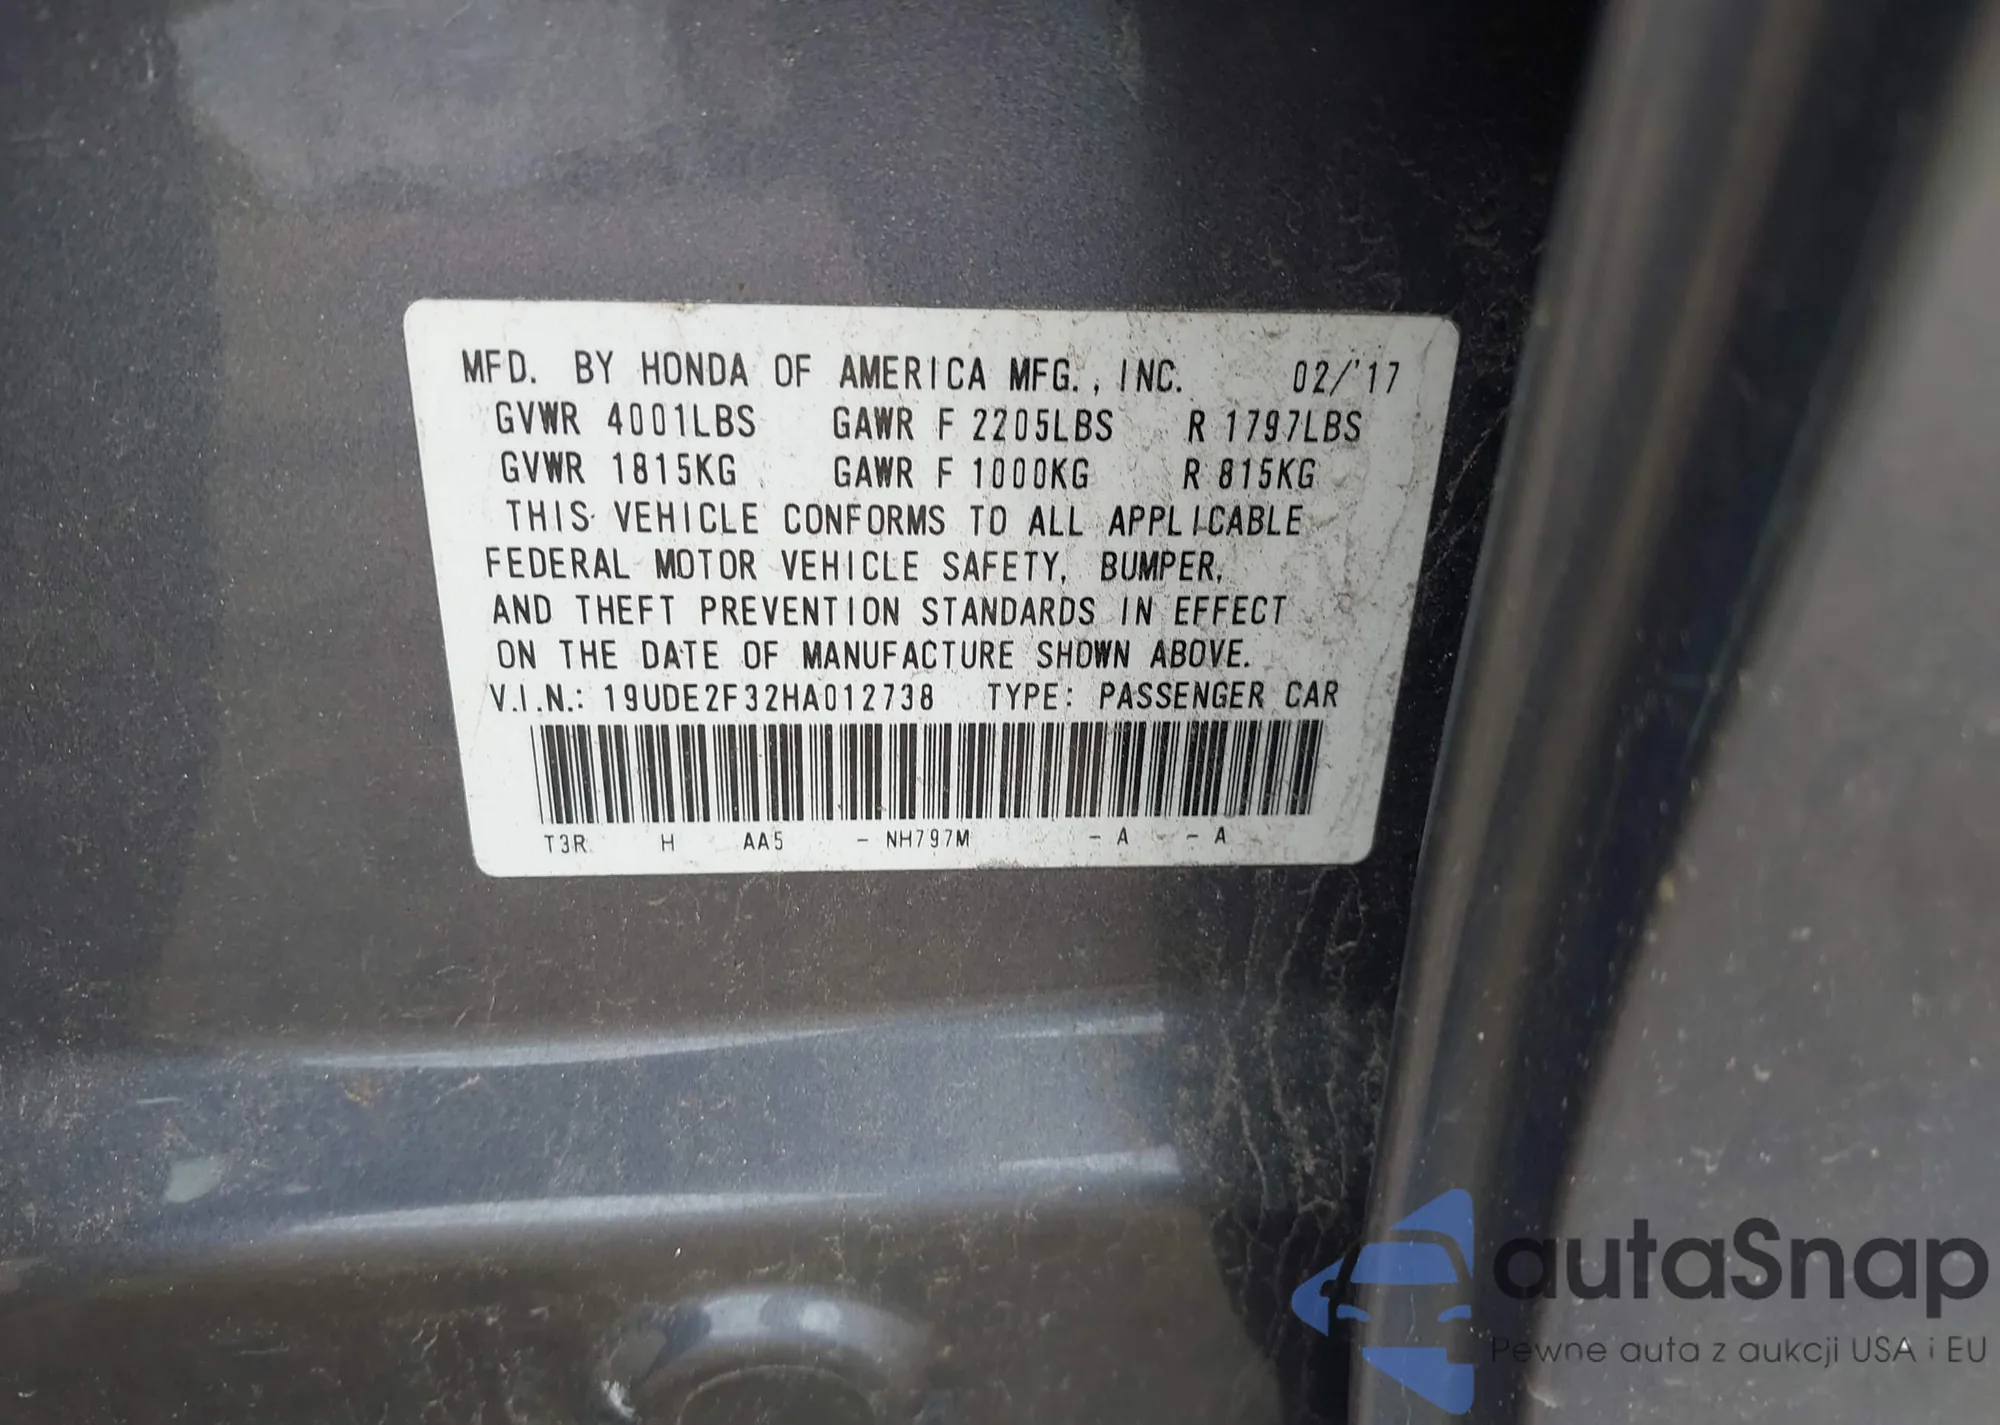 MFD. BY HONDA OF AMERICA MFG., INC. 02/'17
GVWR 4001LBS GAWR F 2205LBS R 1797LBS
GVWR 1815KG GAWR F 1000KG R 815KG
THIS VEHICLE CONFORMS TO ALL APPLICABLE
FEDERAL MOTOR VEHICLE SAFETY, BUMPER,
AND THEFT PREVENTION STANDARDS IN EFFECT
ON THE DATE OF MANUFACTURE SHOWN ABOVE.
V.I.N.: 19UDE2F32HA012738 TYPE: PASSENGER CAR
T3R H AA5 - NH797M - A - A
autaSnap
Pewne auta z aukcji USA i EU